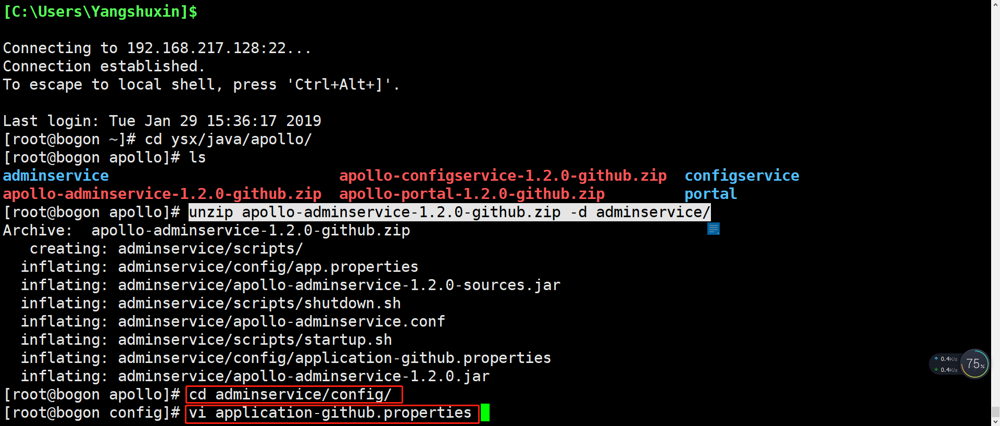 [C:\Users\Yangshuxin]$
Connecting to 192.168.217.128:22...
Connection established.
To escape to local shell, press 'Ctrl+Alt+]'.
Last login: Tue Jan 29 15:36:17 2019
[root@bogon ~]# cd ysx/java/apollo/
[root@bogon apollo]# ls
adminservice apollo-configservice-1.2.0-github.zip configservice
apollo-adminservice-1.2.0-github.zip apollo-portal-1.2.0-github.zip portal
[root@bogon apollo]# unzip apollo-adminservice-1.2.0-github.zip -d adminservice/
Archive:  apollo-adminservice-1.2.0-github.zip
   creating: adminservice/scripts/
  inflating: adminservice/config/app.properties
  inflating: adminservice/apollo-adminservice-1.2.0-sources.jar
  inflating: adminservice/scripts/shutdown.sh
  inflating: adminservice/apollo-adminservice.conf
  inflating: adminservice/scripts/startup.sh
  inflating: adminservice/config/application-github.properties
  inflating: adminservice/apollo-adminservice-1.2.0.jar
[root@bogon apollo]# cd adminservice/config/
[root@bogon config]# vi application-github.properties
0.4K/s
0.4K/s
75%